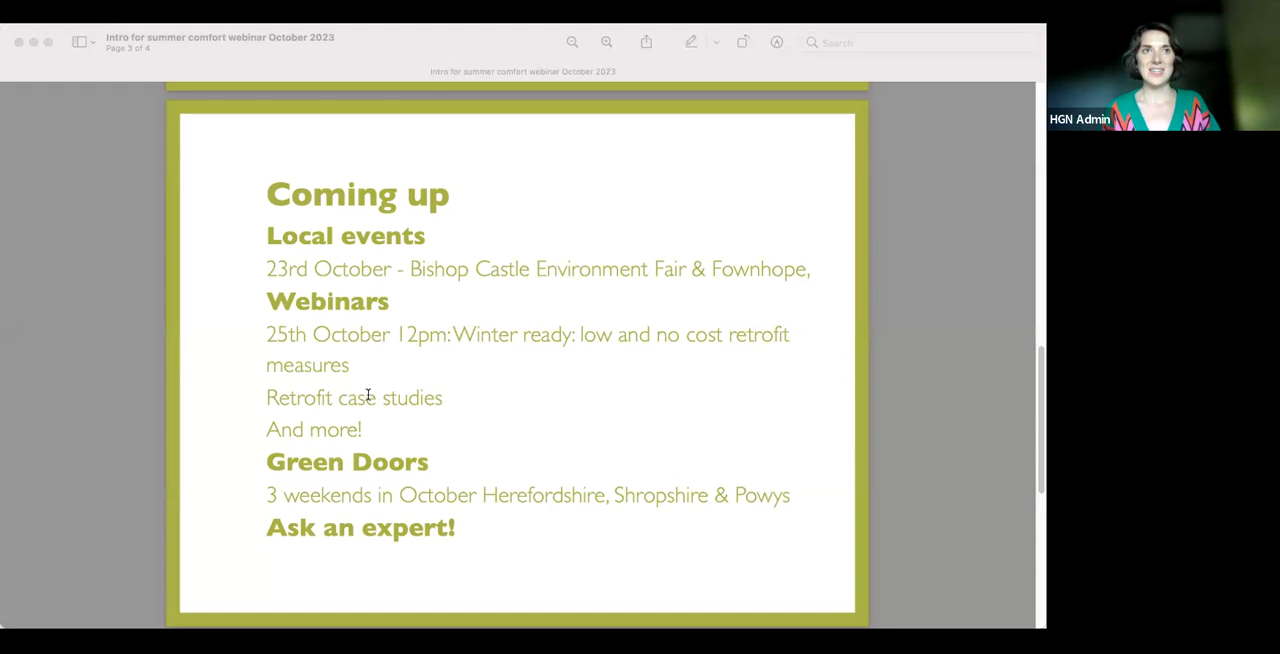 Intro for summer comfort webinar October 2023
Page 3 of 4
Search
Intro for summer comfort webinar October 2023
HGN Admin
Coming up
Local events
23rd October - Bishop Castle Environment Fair & Fownhope,
Webinars
25th October 12pm: Winter ready: low and no cost retrofit
measures
Retrofit case studies
And more!
Green Doors
3 weekends in October Herefordshire, Shropshire & Powys
Ask an expert!